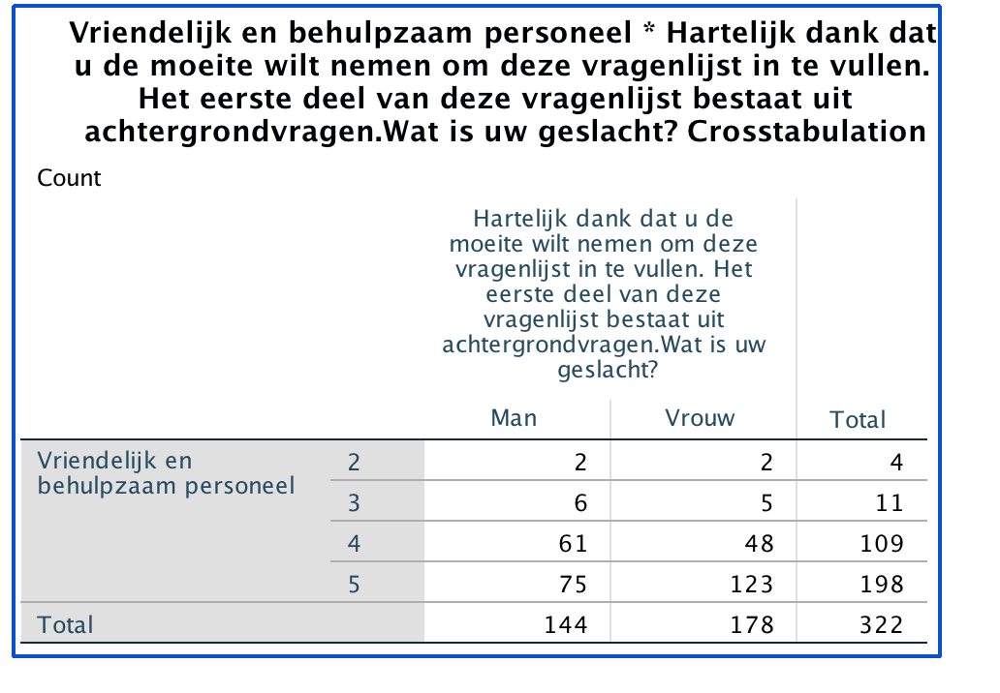 Vriendelijk en behulpzaam personeel * Hartelijk dank dat
u de moeite wilt nemen om deze vragenlijst in te vullen.
Het eerste deel van deze vragenlijst bestaat uit
achtergrondvragen.Wat is uw geslacht? Crosstabulation
Count
Hartelijk dank dat u de
moeite wilt nemen om deze
vragenlijst in te vullen. Het
eerste deel van deze
vragenlijst bestaat uit
achtergrondvragen.Wat is uw
geslacht?
Man Vrouw Total
Vriendelijk en
behulpzaam personeel
2 2 2 4
3 6 5 11
4 61 48 109
5 75 123 198
Total 144 178 322